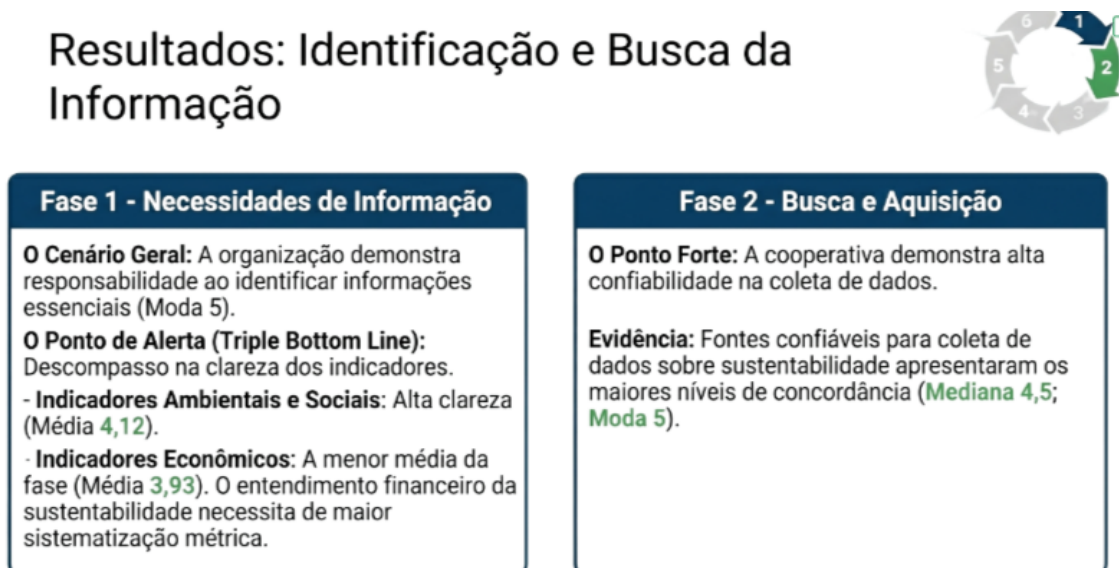 Resultados: Identificação e Busca da
Informação
6
1
2
3
4
5
Fase 1 - Necessidades de Informação
O Cenário Geral: A organização demonstra
responsabilidade ao identificar informações
essenciais (Moda 5).
O Ponto de Alerta (Triple Bottom Line):
Descompasso na clareza dos indicadores.
- Indicadores Ambientais e Sociais: Alta clareza
(Média 4,12).
- Indicadores Econômicos: A menor média da
fase (Média 3,93). O entendimento financeiro da
sustentabilidade necessita de maior
sistematização métrica.
Fase 2 - Busca e Aquisição
O Ponto Forte: A cooperativa demonstra alta
confiabilidade na coleta de dados.
Evidência: Fontes confiáveis para coleta de
dados sobre sustentabilidade apresentaram os
maiores níveis de concordância (Mediana 4,5;
Moda 5).